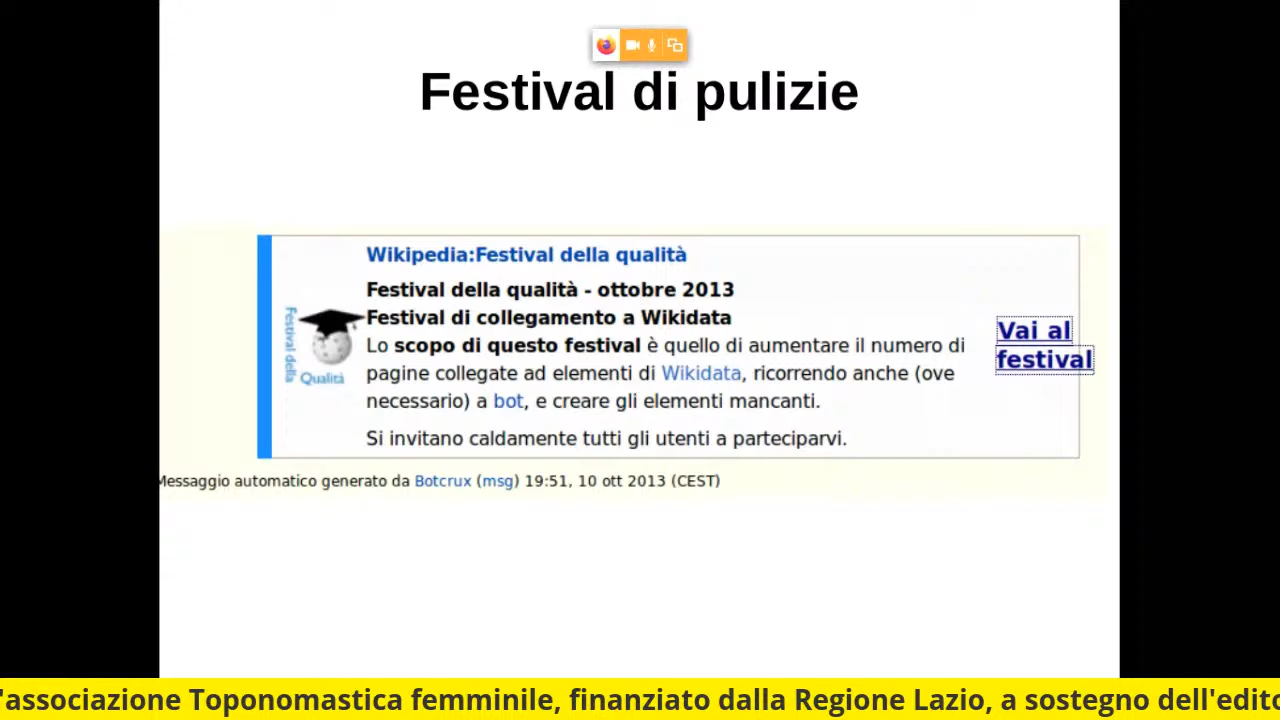 Festival di pulizie
Wikipedia:Festival della qualità
Festival della qualità - ottobre 2013
Festival di collegamento a Wikidata
Lo scopo di questo festival è quello di aumentare il numero di
pagine collegate ad elementi di Wikidata, ricorrendo anche (ove
necessario) a bot, e creare gli elementi mancanti.
Si invitano caldamente tutti gli utenti a parteciparvi.
Festival della
Qualità
Vai al
festival
Messaggio automatico generato da Botcrux (msg) 19:51, 10 ott 2013 (CEST)
'associazione Toponomastica femminile, finanziato dalla Regione Lazio, a sostegno dell'edito